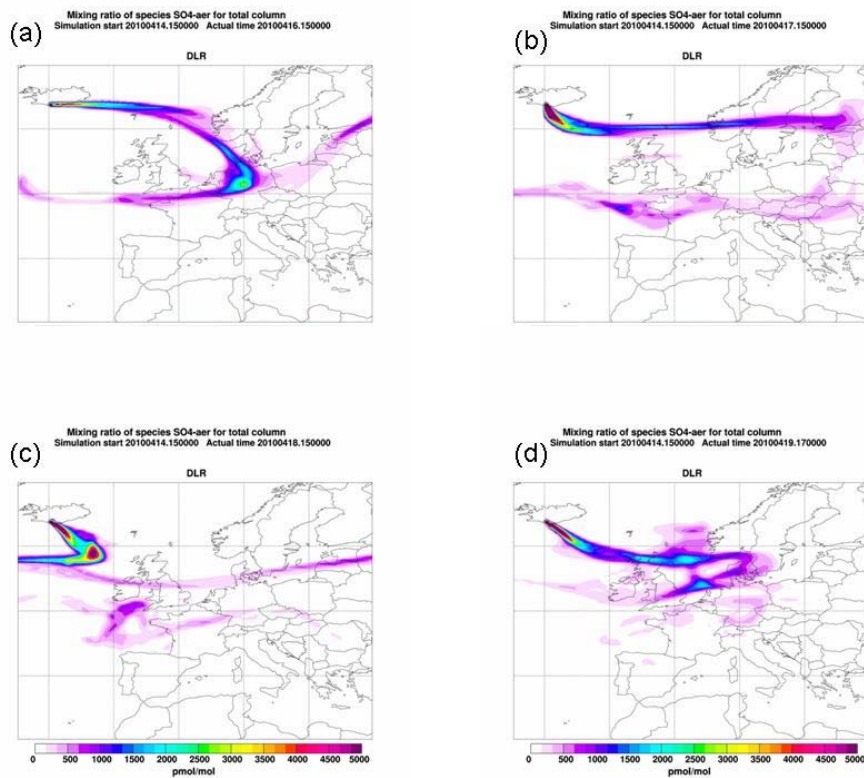 (a)
Mixing ratio of species SO4-aer for total column
Simulation start 20100414.150000 Actual time 20100416.150000
DLR
(b)
Mixing ratio of species SO4-aer for total column
Simulation start 20100414.150000 Actual time 20100417.150000
DLR
(c)
Mixing ratio of species SO4-aer for total column
Simulation start 20100414.150000 Actual time 20100418.150000
DLR
0 500 1000 1500 2000 2500 3000 3500 4000 4500 5000
pmol/mol
(d)
Mixing ratio of species SO4-aer for total column
Simulation start 20100414.150000 Actual time 20100419.170000
DLR
0 500 1000 1500 2000 2500 3000 3500 4000 4500 5000
pmol/mol